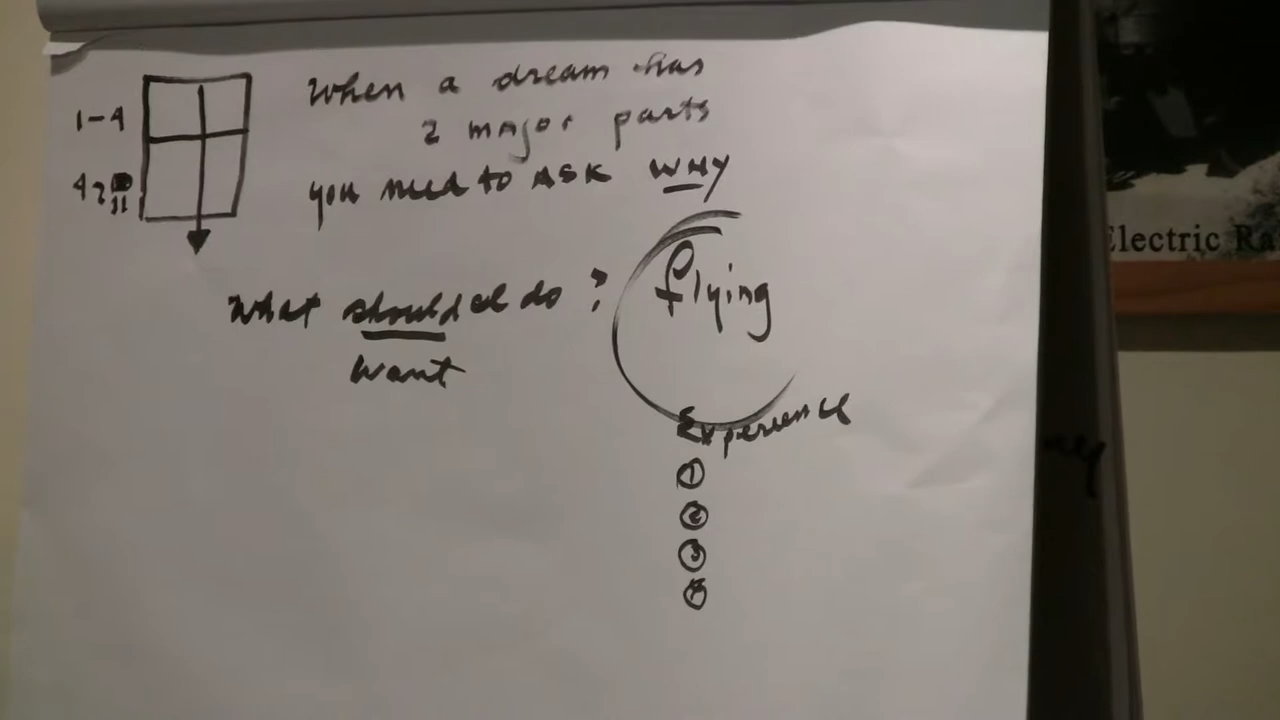 When a dream has
2 major parts
you need to ASK WHY
1-4
What should I do ?
want
flying
Experience
①
②
③
④
Electric Ra